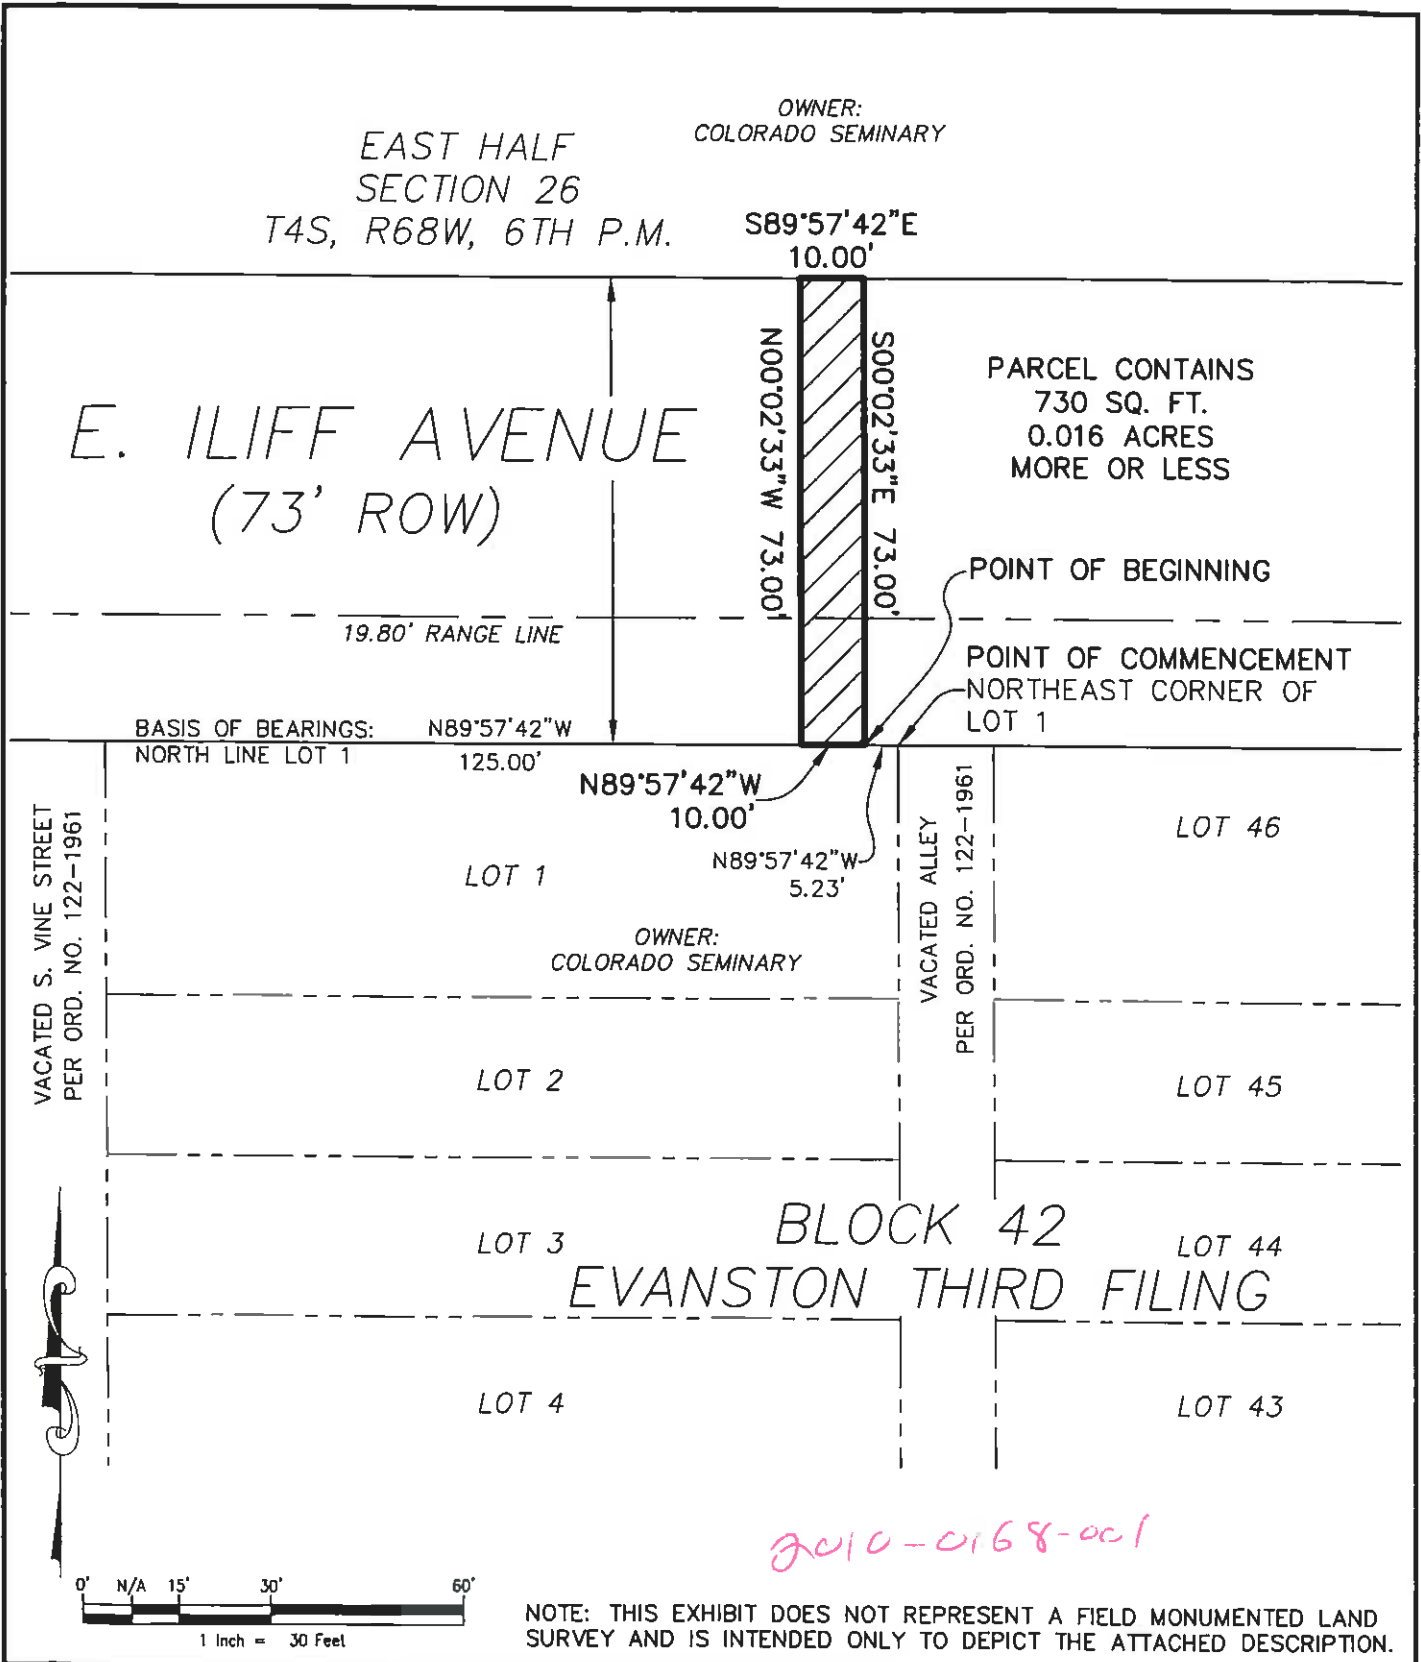 OWNER:
COLORADO SEMINARY
EAST HALF
SECTION 26
T4S, R68W, 6TH P.M.
S89°57'42"E
10.00'
E. ILIFF AVENUE
(73' ROW)
N00°02'33"W 73.00'
S00°02'33"E 73.00'
PARCEL CONTAINS
730 SQ. FT.
0.016 ACRES
MORE OR LESS
POINT OF BEGINNING
19.80' RANGE LINE
POINT OF COMMENCEMENT
NORTHEAST CORNER OF
LOT 1
BASIS OF BEARINGS: N89°57'42"W
NORTH LINE LOT 1 125.00'
N89°57'42"W
10.00'
N89°57'42"W
5.23'
VACATED S. VINE STREET
PER ORD. NO. 122-1961
LOT 1
OWNER:
COLORADO SEMINARY
VACATED ALLEY
PER ORD. NO. 122-1961
LOT 46
LOT 2
LOT 45
BLOCK 42
EVANSTON THIRD FILING
LOT 3
LOT 44
LOT 4
LOT 43
2010-0168-001
0' N/A 15' 30' 60'
1 Inch = 30 Feet
NOTE: THIS EXHIBIT DOES NOT REPRESENT A FIELD MONUMENTED LAND
SURVEY AND IS INTENDED ONLY TO DEPICT THE ATTACHED DESCRIPTION.